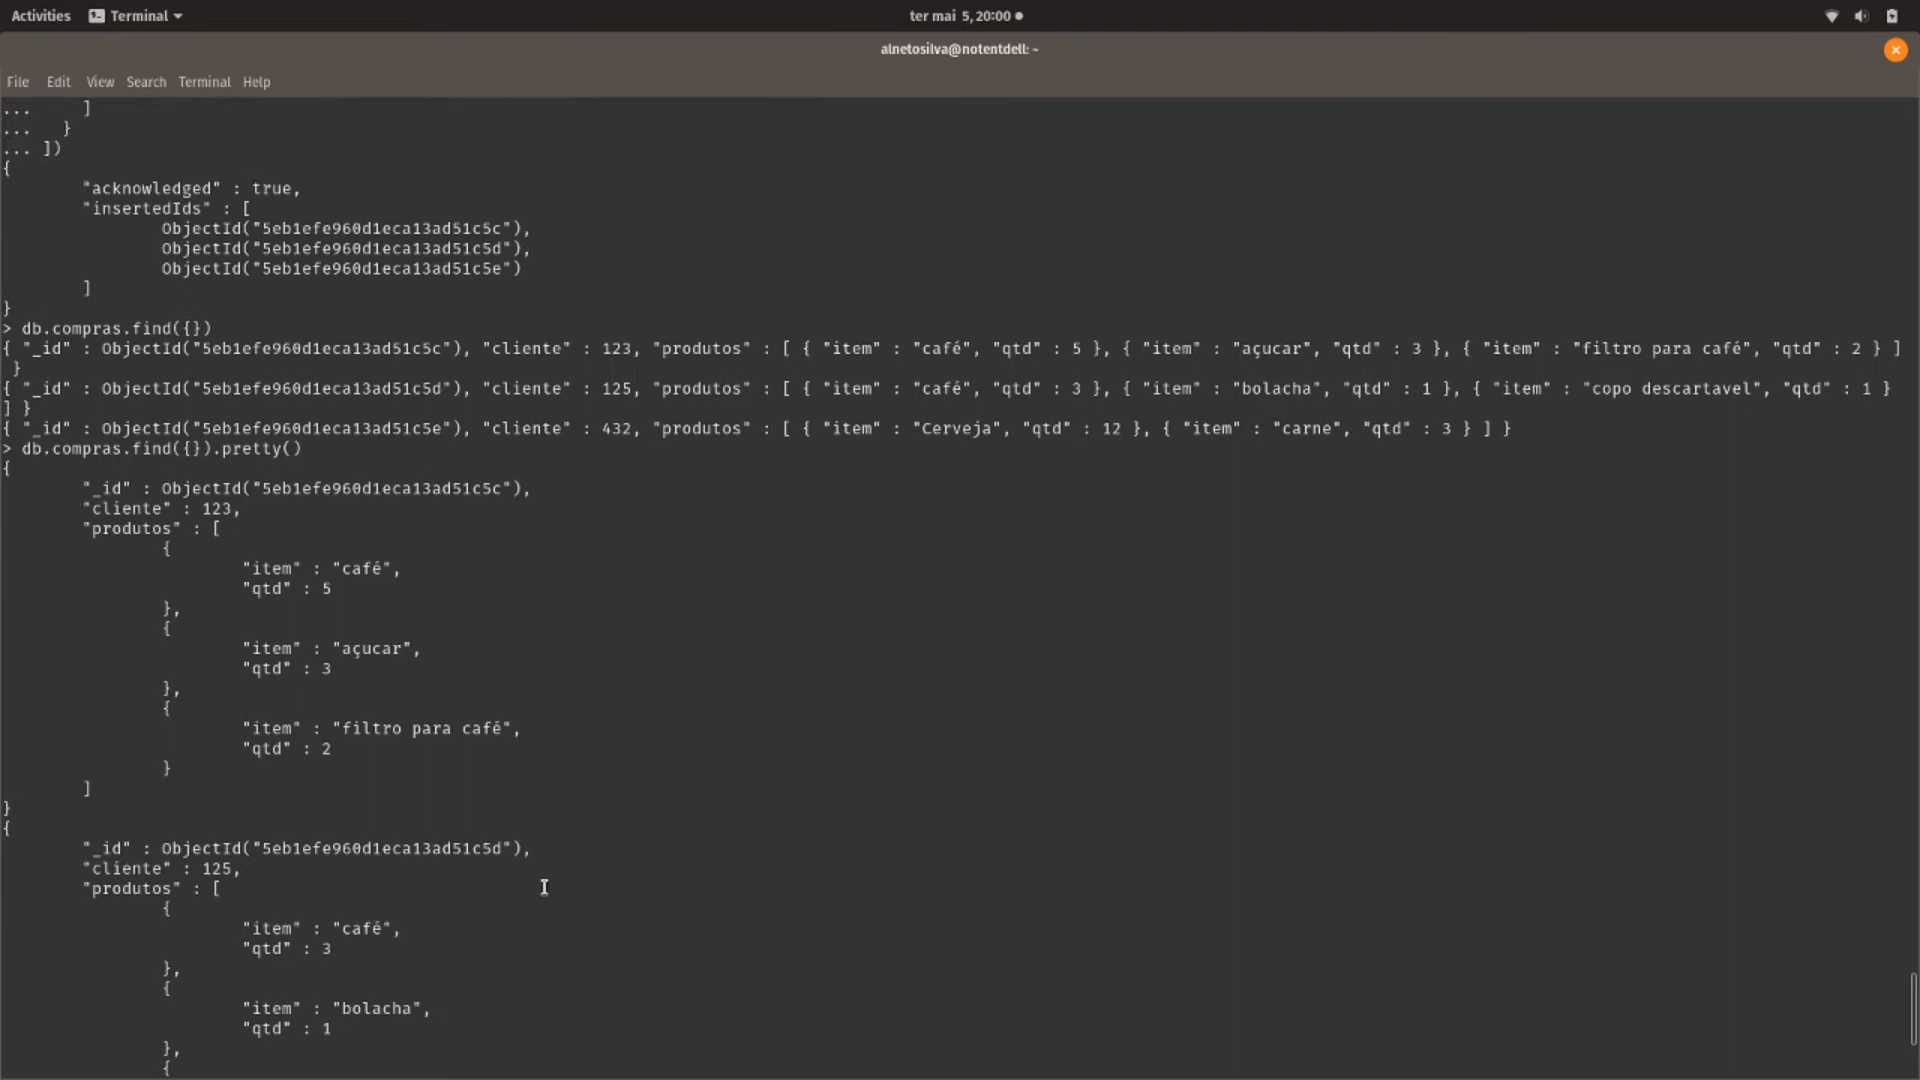 Activities Terminal ter mai 5, 20:00
alnetosilva@notentdell: ~
File Edit View Search Terminal Help
... ]
... }
... ])
{
"acknowledged" : true,
"insertedIds" : [
ObjectId("5eb1efe960d1eca13ad51c5c"),
ObjectId("5eb1efe960d1eca13ad51c5d"),
ObjectId("5eb1efe960d1eca13ad51c5e")
]
}
> db.compras.find({})
{ "_id" : ObjectId("5eb1efe960d1eca13ad51c5c"), "cliente" : 123, "produtos" : [ { "item" : "café", "qtd" : 5 }, { "item" : "açucar", "qtd" : 3 }, { "item" : "filtro para café", "qtd" : 2 } ]
}
{ "_id" : ObjectId("5eb1efe960d1eca13ad51c5d"), "cliente" : 125, "produtos" : [ { "item" : "café", "qtd" : 3 }, { "item" : "bolacha", "qtd" : 1 }, { "item" : "copo descartavel", "qtd" : 1 }
] }
{ "_id" : ObjectId("5eb1efe960d1eca13ad51c5e"), "cliente" : 432, "produtos" : [ { "item" : "Cerveja", "qtd" : 12 }, { "item" : "carne", "qtd" : 3 } ] }
> db.compras.find({}).pretty()
{
"_id" : ObjectId("5eb1efe960d1eca13ad51c5c"),
"cliente" : 123,
"produtos" : [
{
"item" : "café",
"qtd" : 5
},
{
"item" : "açucar",
"qtd" : 3
},
{
"item" : "filtro para café",
"qtd" : 2
}
]
}
{
"_id" : ObjectId("5eb1efe960d1eca13ad51c5d"),
"cliente" : 125,
"produtos" : [
{
"item" : "café",
"qtd" : 3
},
{
"item" : "bolacha",
"qtd" : 1
},
{